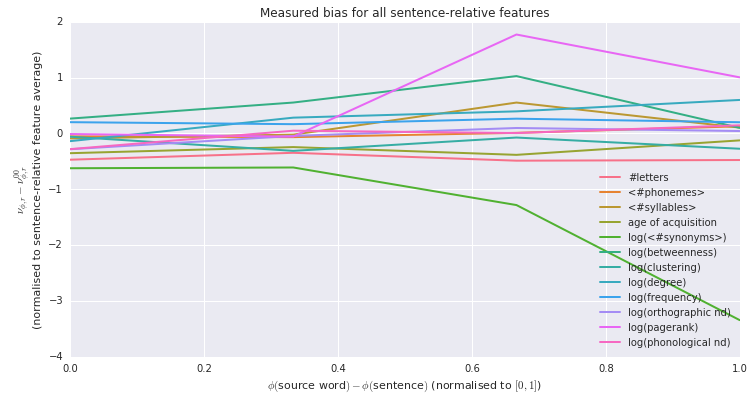 Measured bias for all sentence-relative features
2
1
0
−1
−2
−3
−4
ν_{φ,r} − ν^{00}_{φ,r}
(normalised to sentence-relative feature average)
#letters
<#phonemes>
<#syllables>
age of acquisition
log(<#synonyms>)
log(betweenness)
log(clustering)
log(degree)
log(frequency)
log(orthographic nd)
log(pagerank)
log(phonological nd)
0.0 0.2 0.4 0.6 0.8 1.0
ϕ(source word) − ϕ(sentence) (normalised to [0, 1])